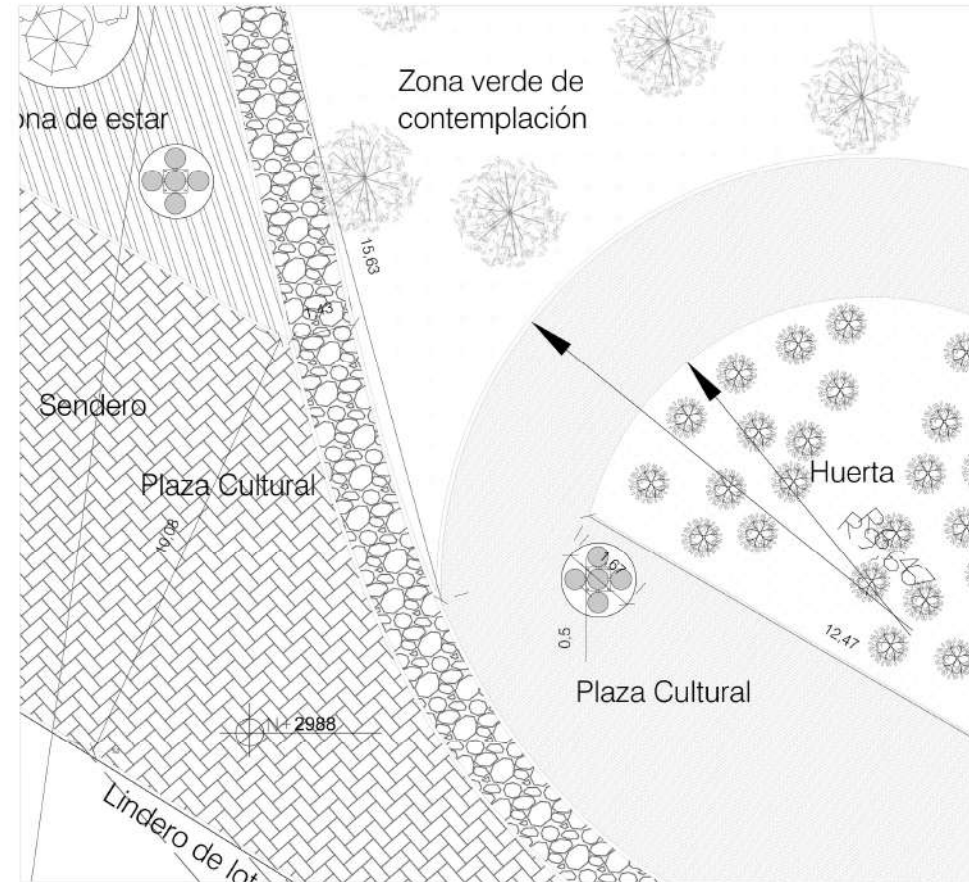 Zona verde de
contemplación
ona de estar
15.63
1.43
Sendero
Plaza Cultural
10.08
Huerta
1.67
0.5
12.47
Plaza Cultural
N+2988
Lindero de lot